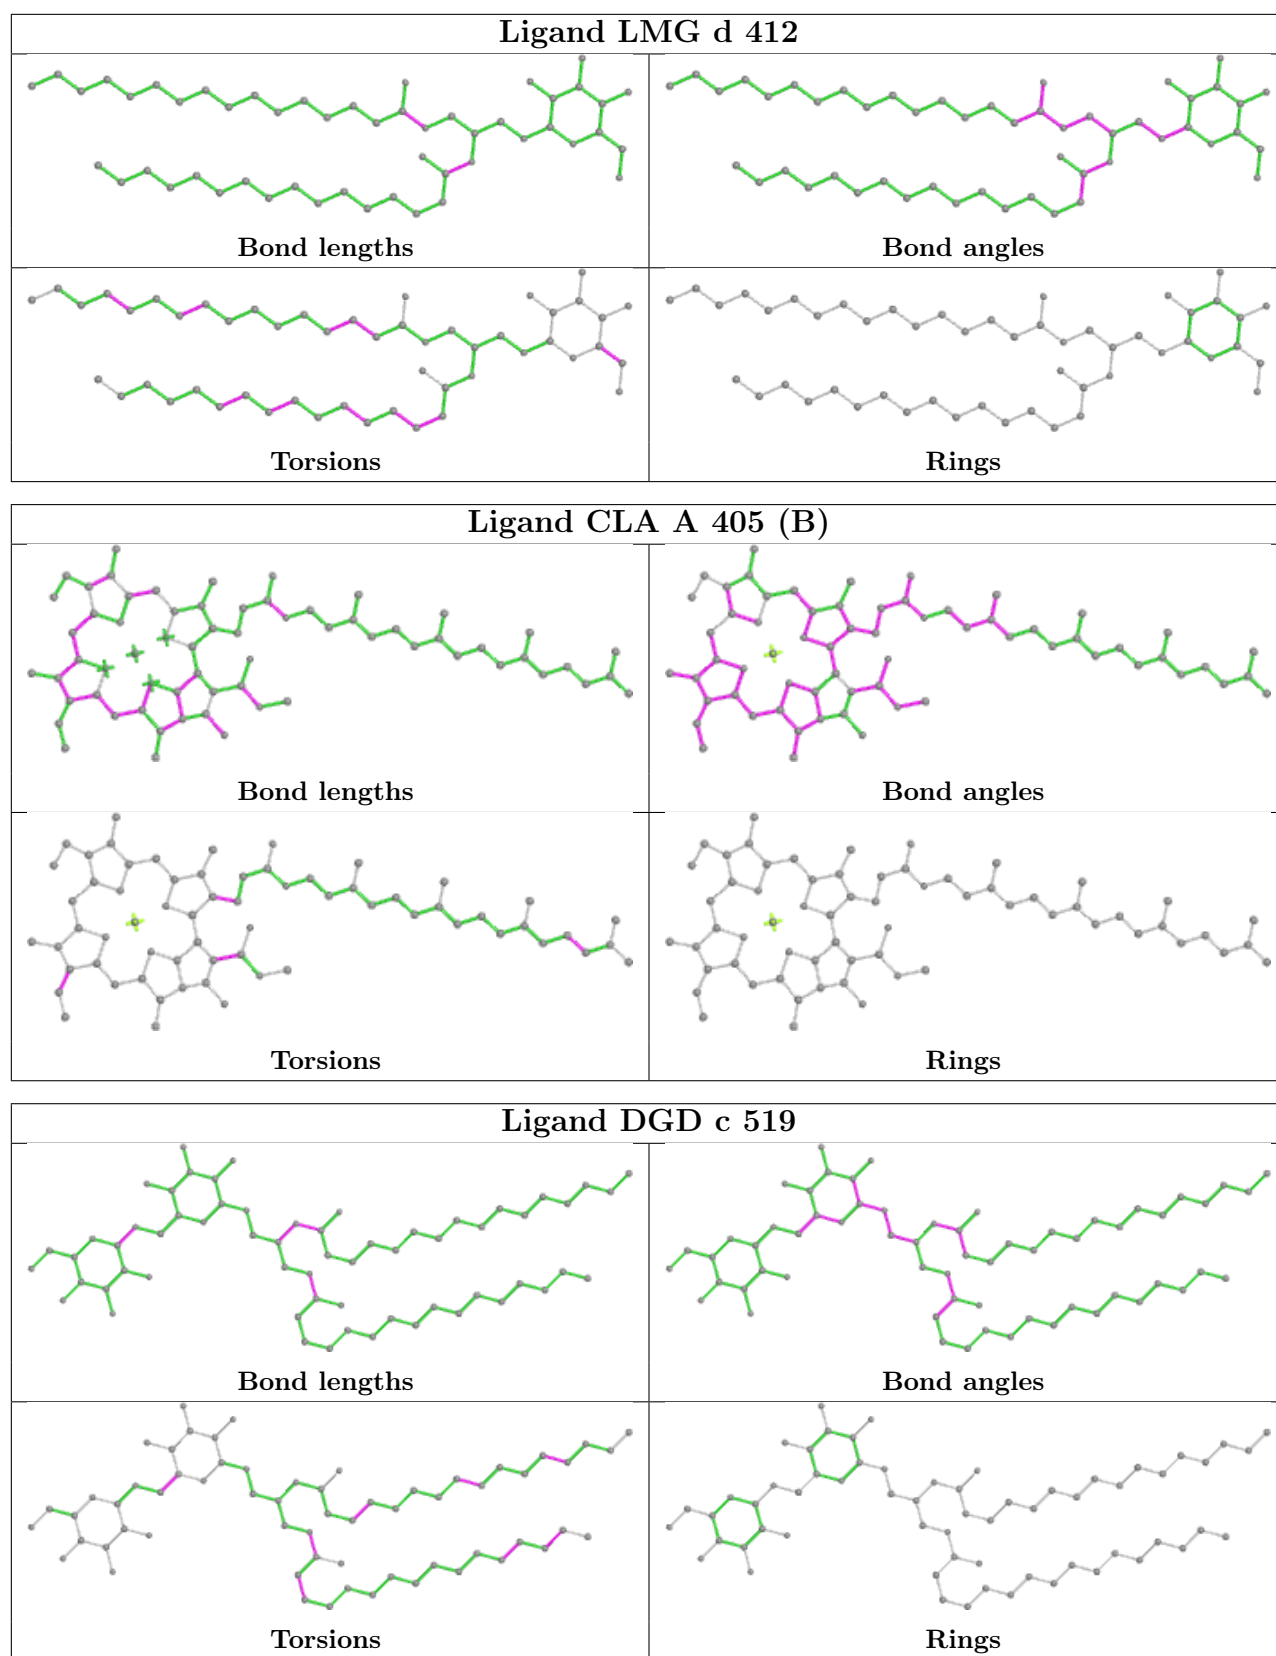 Ligand LMG d 412
Bond lengths
Bond angles
Torsions
Rings
Ligand CLA A 405 (B)
Bond lengths
Bond angles
Torsions
Rings
Ligand DGD c 519
Bond lengths
Bond angles
Torsions
Rings